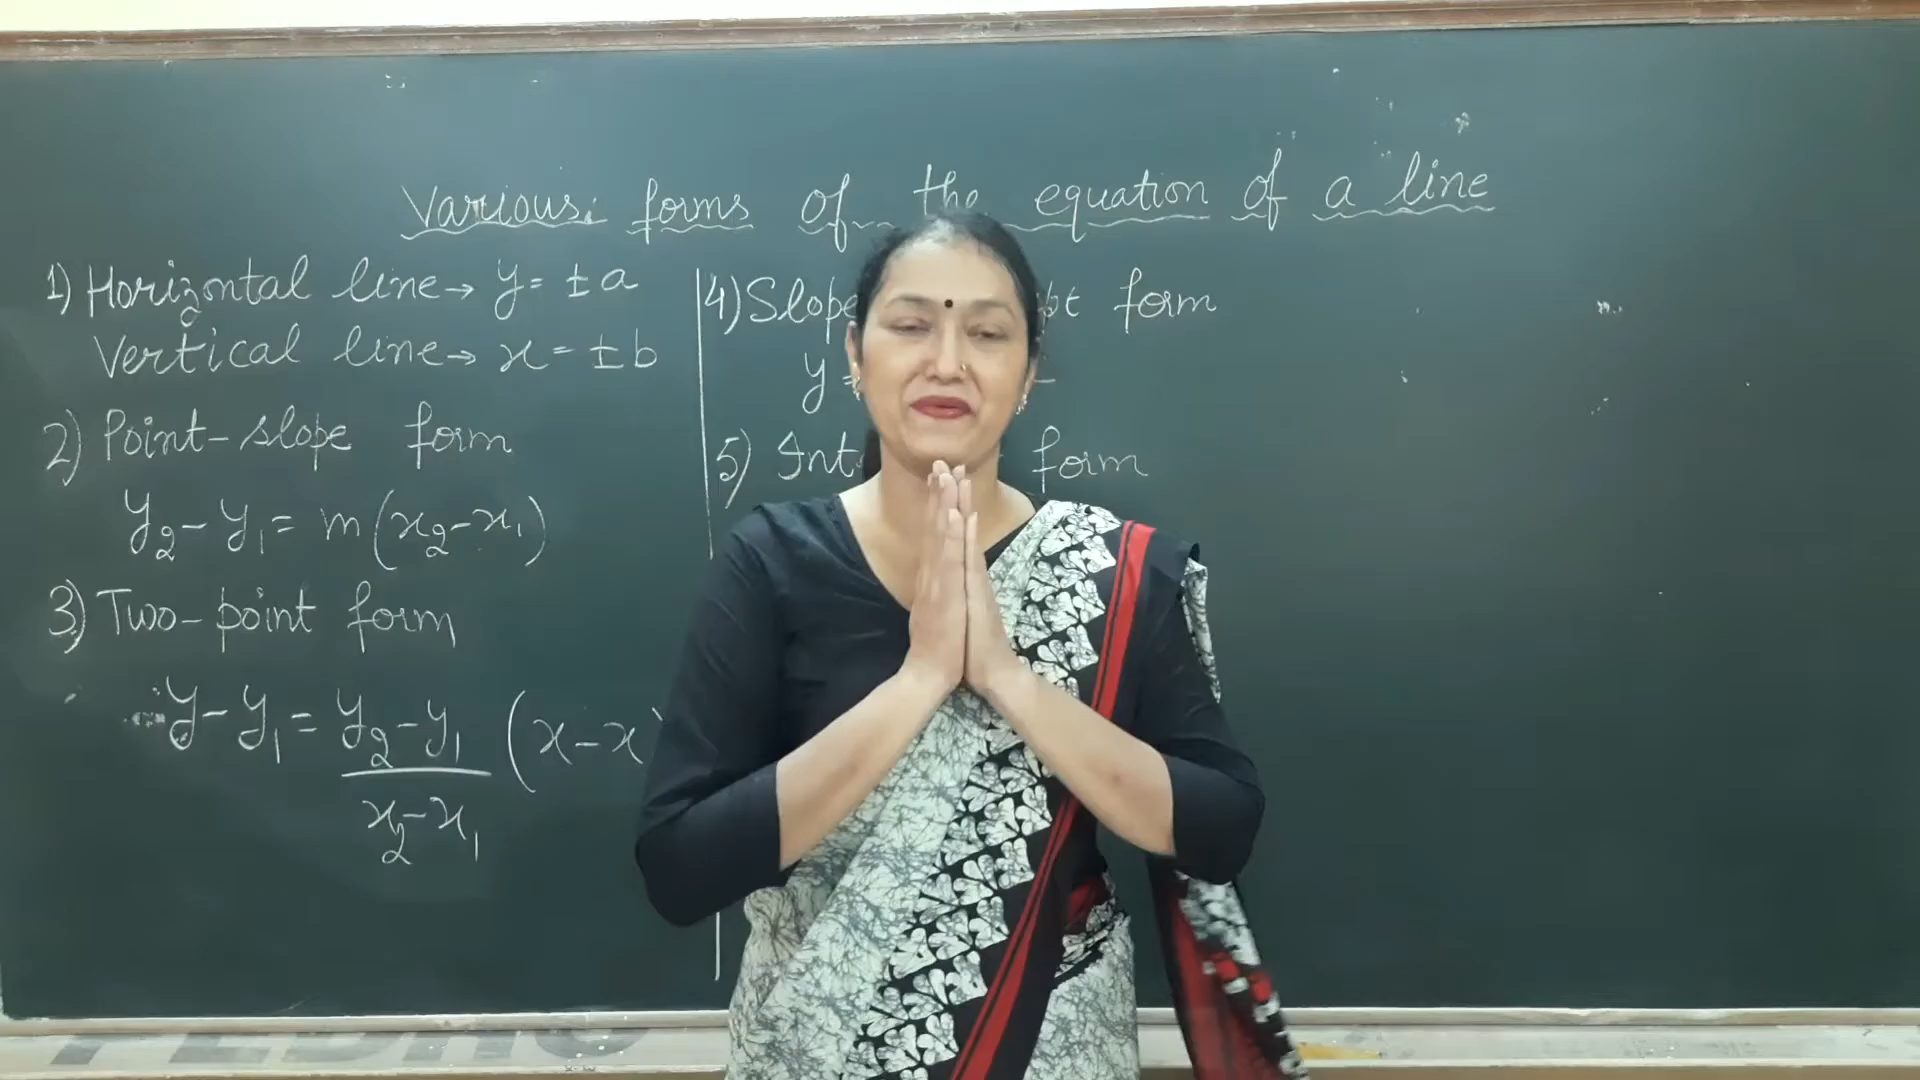 Various forms of the equation of a line
1) Horizontal line → y = ± a
Vertical line → x = ± b
2) Point-slope form
y₂ - y₁ = m(x₂ - x₁)
3) Two-point form
y - y₁ = y₂ - y₁ / x₂ - x₁ (x - x
4) Slope form
y =
5) Int form